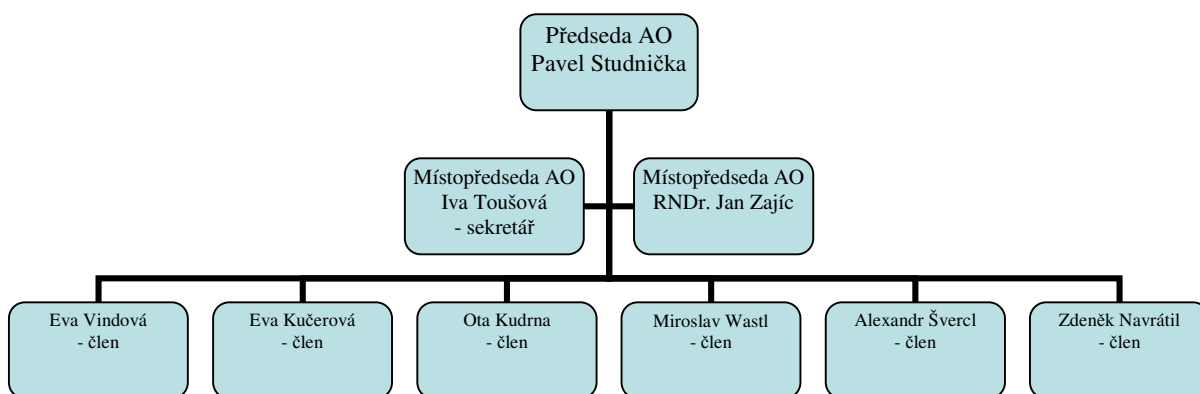 Předseda AO
Pavel Studnička
Místopředseda AO
Iva Toušová
- sekretář
Místopředseda AO
RNDr. Jan Zajíc
Eva Vindová
- člen
Eva Kučerová
- člen
Ota Kudrna
- člen
Miroslav Wastl
- člen
Alexandr Švercl
- člen
Zdeněk Navrátil
- člen